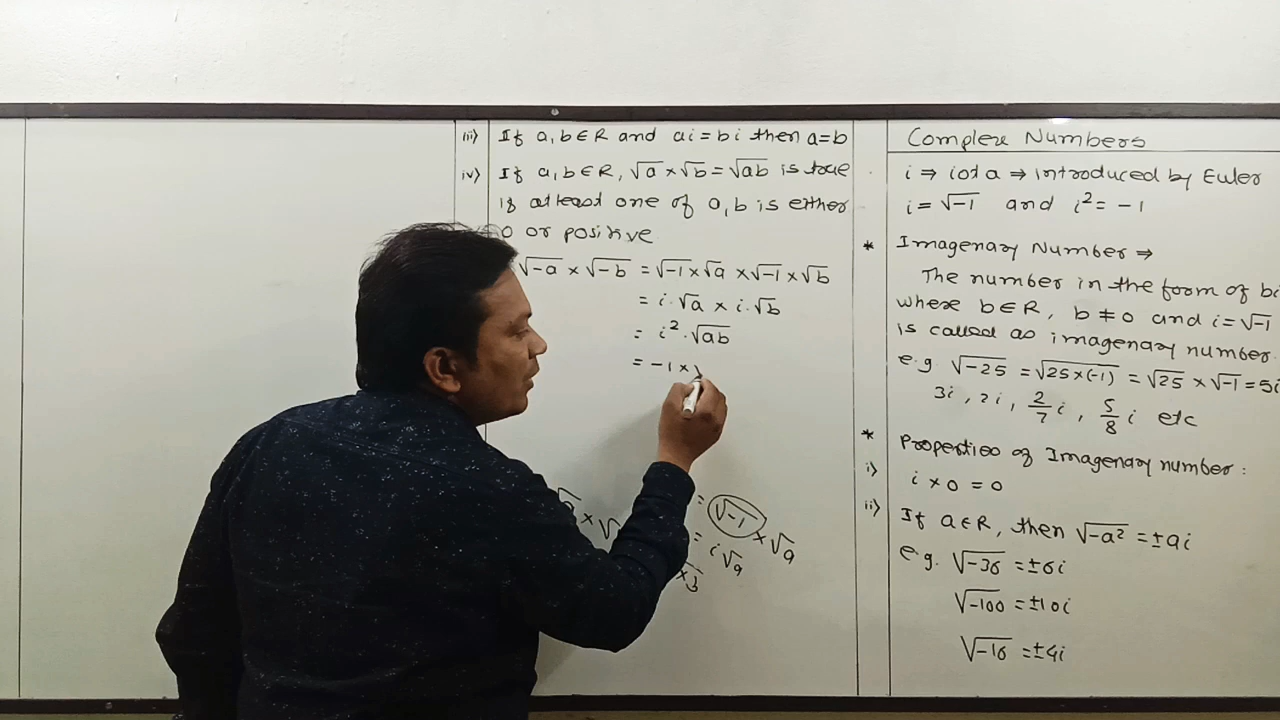 Complex Numbers
i ⇒ iota ⇒ introduced by Euler
i = √-1 and i² = -1
* Imagenary Number ⇒
The number in the form of bi
where b∈R, b≠0 and i=√-1
is called as imagenary number.
e.g. √-25 = √25×(-1) = √25 × √-1 = 5i
3i, 2i, 2/7 i, 5/8 i etc
* Properties of Imagenary number:
i) i × 0 = 0
ii) If a∈R, then √-a² = ±ai
e.g. √-36 = ±6i
√-100 = ±10i
√-16 = ±4i
iii) If a,b∈R and ai = bi then a=b
iv) If a,b∈R, √a × √b = √ab is true
if atleast one of a,b is either
0 or positive
√-a × √-b = √-1 × √a × √-1 × √b
= i·√a × i·√b
= i²·√ab
= -1 ×
= √-1 × √a
= i√a